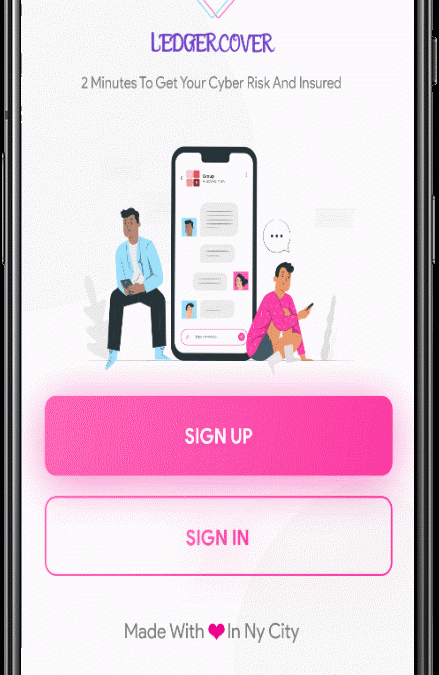 LEDGERCOVER
2 Minutes To Get Your Cyber Risk And Insured
Group
SIGN UP
SIGN IN
Made With ❤ In Ny City